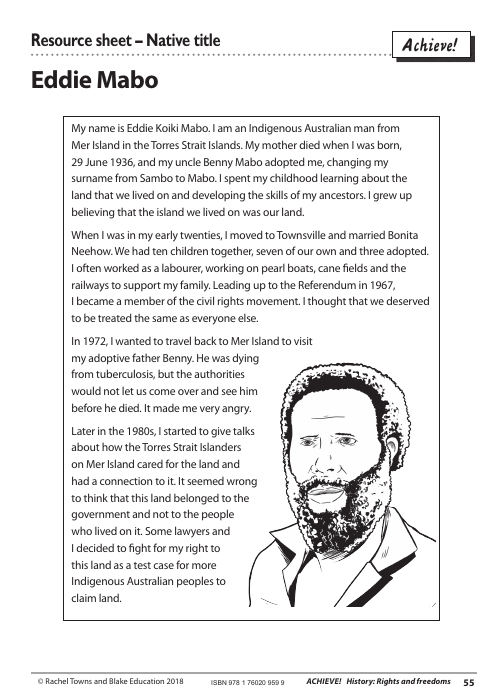 Resource sheet – Native title
Achieve!
Eddie Mabo
My name is Eddie Koiki Mabo. I am an Indigenous Australian man from
Mer Island in the Torres Strait Islands. My mother died when I was born,
29 June 1936, and my uncle Benny Mabo adopted me, changing my
surname from Sambo to Mabo. I spent my childhood learning about the
land that we lived on and developing the skills of my ancestors. I grew up
believing that the island we lived on was our land.
When I was in my early twenties, I moved to Townsville and married Bonita
Neehow. We had ten children together, seven of our own and three adopted.
I often worked as a labourer, working on pearl boats, cane fields and the
railways to support my family. Leading up to the Referendum in 1967,
I became a member of the civil rights movement. I thought that we deserved
to be treated the same as everyone else.
In 1972, I wanted to travel back to Mer Island to visit
my adoptive father Benny. He was dying
from tuberculosis, but the authorities
would not let us come over and see him
before he died. It made me very angry.
Later in the 1980s, I started to give talks
about how the Torres Strait Islanders
on Mer Island cared for the land and
had a connection to it. It seemed wrong
to think that this land belonged to the
government and not to the people
who lived on it. Some lawyers and
I decided to fight for my right to
this land as a test case for more
Indigenous Australian peoples to
claim land.
© Rachel Towns and Blake Education 2018 ISBN 978 1 76020 959 9 ACHIEVE! History: Rights and freedoms 55